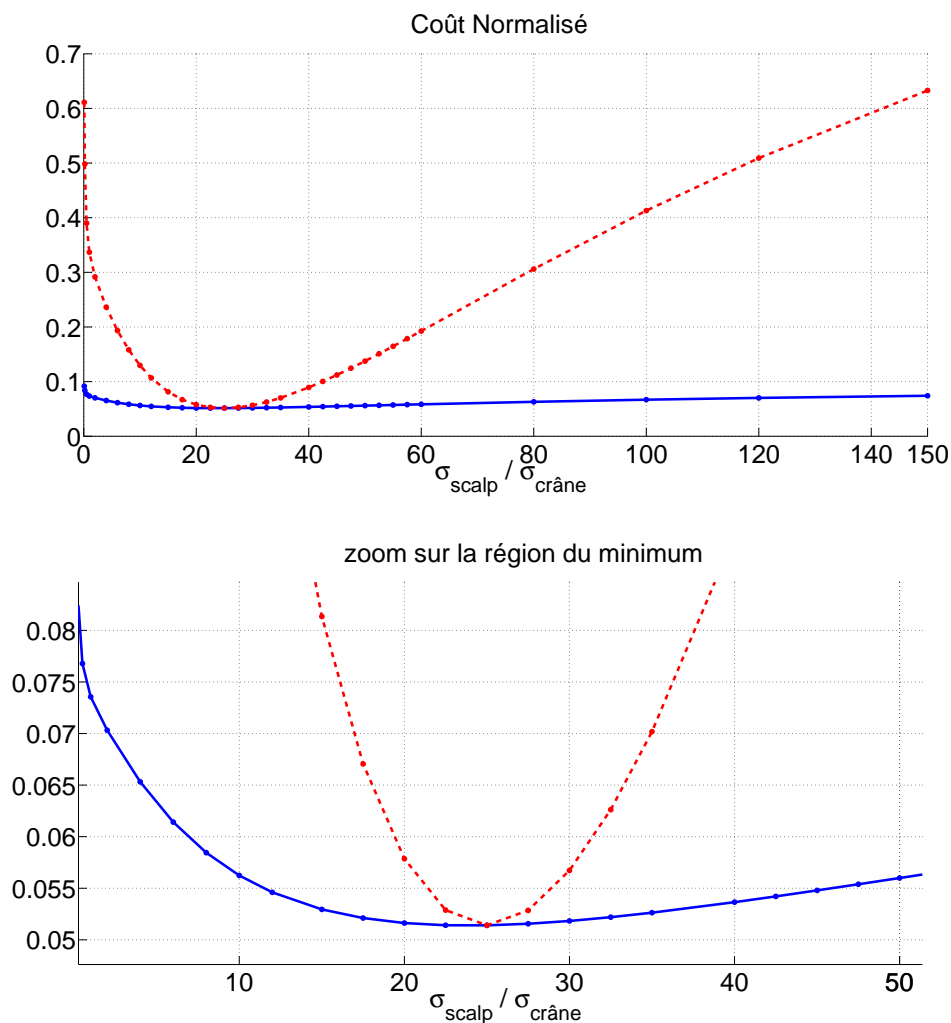 Coût Normalisé
0.7
0.6
0.5
0.4
0.3
0.2
0.1
0
0 20 40 60 80 100 120 140 150
σscalp / σcrâne
zoom sur la région du minimum
0.08
0.075
0.07
0.065
0.06
0.055
0.05
10 20 30 40 50
σscalp / σcrâne